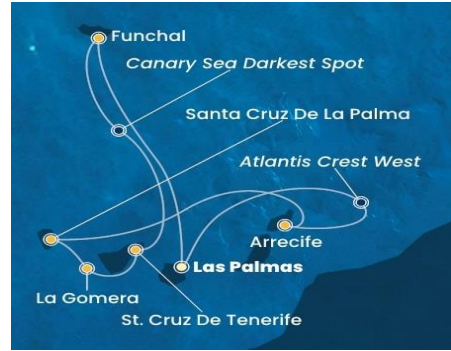 Funchal
Canary Sea Darkest Spot
Santa Cruz De La Palma
Atlantis Crest West
Arrecife
Las Palmas
La Gomera
St. Cruz De Tenerife